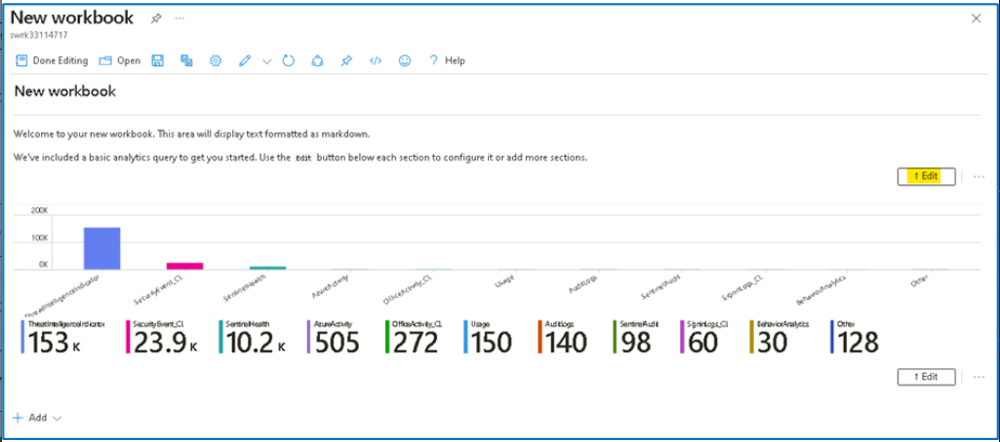 New workbook
swrk33114717
Done Editing Open Help
New workbook
Welcome to your new workbook. This area will display text formatted as markdown.
We've included a basic analytics query to get you started. Use the Edit button below each section to configure it or add more sections.
↑ Edit ...
200K
100K
0K
ThreatIntelligenceIndicator SecurityEvent_CL SentinelHealth AzureActivity OfficeActivity_CL Usage AuditLogs SentinelAudit SigninLogs_CL BehaviorAnalytics Other
ThreatIntelligenceIndicator SecurityEvent_CL SentinelHealth AzureActivity OfficeActivity_CL Usage AuditLogs SentinelAudit SigninLogs_CL BehaviorAnalytics Other
153 K 23.9 K 10.2 K 505 272 150 140 98 60 30 128
↑ Edit ...
+ Add